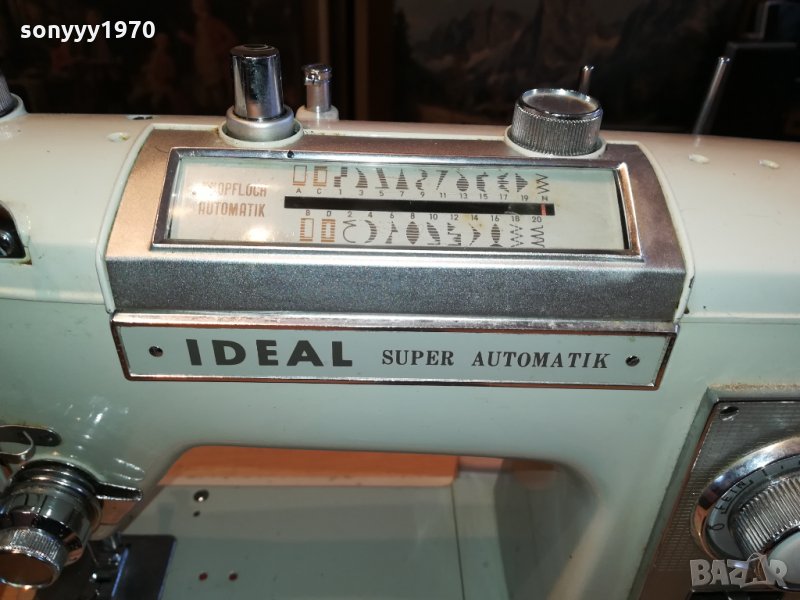 sonyyy1970
KNOPFLOCH
AUTOMATIK
A C 1 3 5 7 9 11 13 15 17 19 N
B D 2 4 6 8 10 12 14 16 18 20
IDEAL SUPER AUTOMATIK
BAZAR